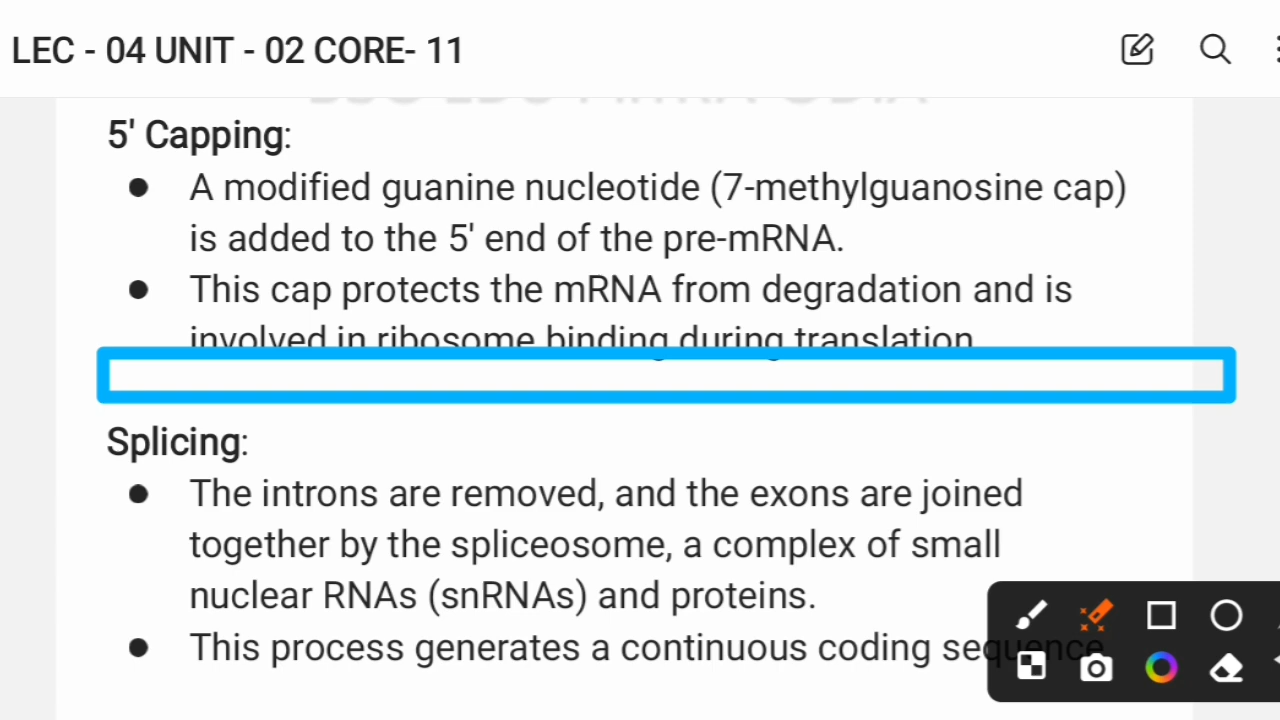 LEC - 04 UNIT - 02 CORE- 11
5' Capping:
● A modified guanine nucleotide (7-methylguanosine cap)
is added to the 5' end of the pre-mRNA.
● This cap protects the mRNA from degradation and is
involved in ribosome binding during translation
Splicing:
● The introns are removed, and the exons are joined
together by the spliceosome, a complex of small
nuclear RNAs (snRNAs) and proteins.
● This process generates a continuous coding sequence